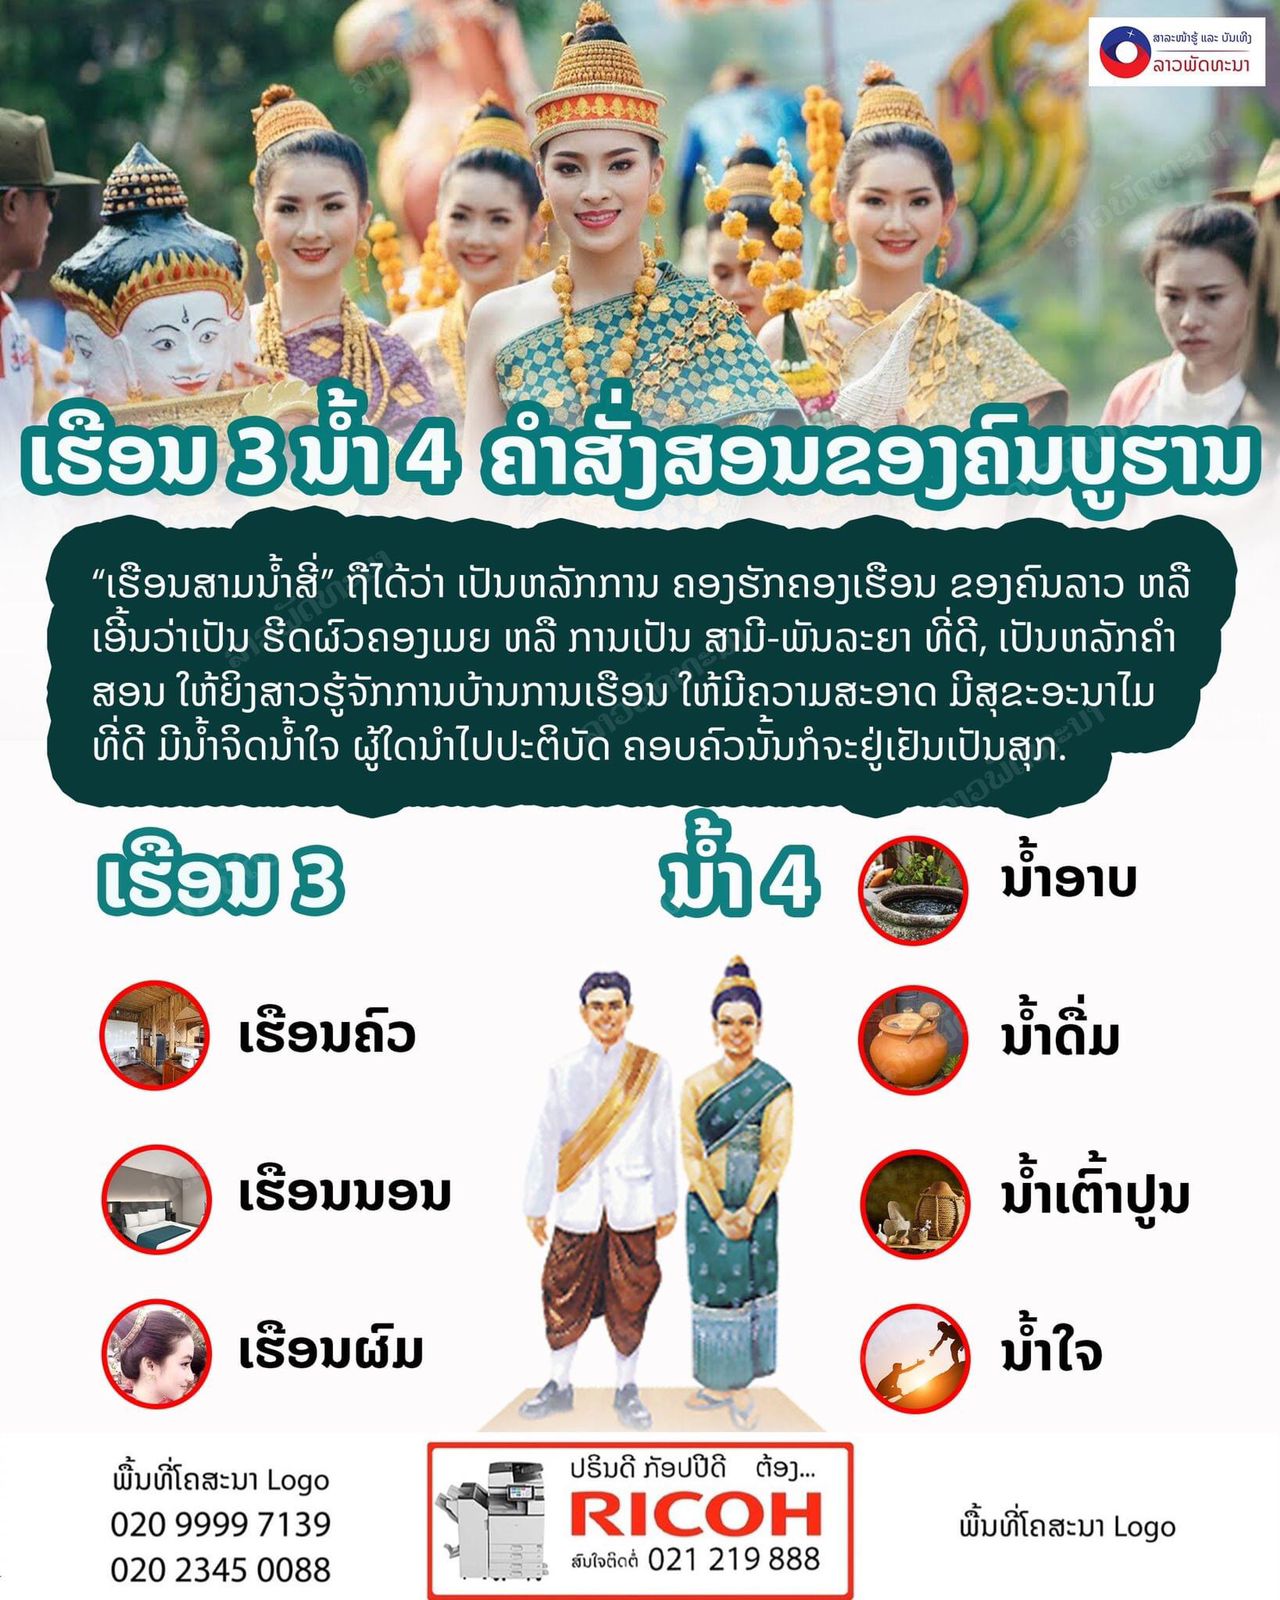 ສາລະໜ້າຮູ້ ແລະ ບັນເທີງ
ລາວພັດທະນາ
ເຮືອນ 3 ນ້ຳ 4 ຄຳສັ່ງສອນຂອງຄົນບູຮານ
“ເຮືອນສາມນ້ຳສີ່” ຖືໄດ້ວ່າ ເປັນຫລັກການ ຄອງຮັກຄອງເຮືອນ ຂອງຄົນລາວ ຫລື
ເອີ້ນວ່າເປັນ ຮີດຜົວຄອງເມຍ ຫລື ການເປັນ ສາມີ-ພັນລະຍາ ທີ່ດີ, ເປັນຫລັກຄຳ
ສອນ ໃຫ້ຍິງສາວຮູ້ຈັກການບ້ານການເຮືອນ ໃຫ້ມີຄວາມສະອາດ ມີສຸຂະອະນາໄມ
ທີ່ດີ ມີນ້ຳຈິດນ້ຳໃຈ ຜູ້ໃດນຳໄປປະຕິບັດ ຄອບຄົວນັ້ນກໍຈະຢູ່ເຢັນເປັນສຸກ.
ເຮືອນ 3
ເຮືອນຄົວ
ເຮືອນນອນ
ເຮືອນຜົມ
ນ້ຳ 4
ນ້ຳອາບ
ນ້ຳດື່ມ
ນ້ຳເຕົ້າປູນ
ນ້ຳໃຈ
ພື້ນທີ່ໂຄສະນາ Logo
020 9999 7139
020 2345 0088
ປຣິນດີ ກັອປປີດີ ຕ້ອງ...
RICOH
ສົນໃຈຕິດຕໍ່ 021 219 888
ພື້ນທີ່ໂຄສະນາ Logo